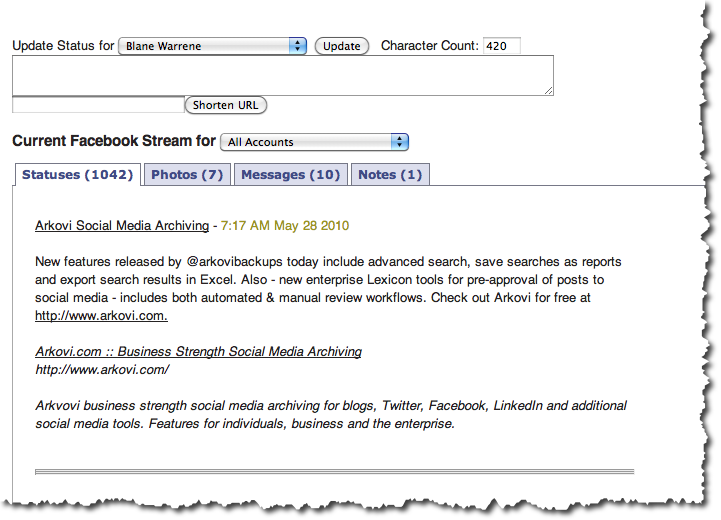 Update Status for Blane Warrene Update Character Count: 420
Shorten URL
Current Facebook Stream for All Accounts
Statuses (1042) Photos (7) Messages (10) Notes (1)
Arkovi Social Media Archiving - 7:17 AM May 28 2010
New features released by @arkovibackups today include advanced search, save searches as reports
and export search results in Excel. Also - new enterprise Lexicon tools for pre-approval of posts to
social media - includes both automated & manual review workflows. Check out Arkovi for free at
http://www.arkovi.com.
Arkovi.com :: Business Strength Social Media Archiving
http://www.arkovi.com/
Arkvovi business strength social media archiving for blogs, Twitter, Facebook, LinkedIn and additional
social media tools. Features for individuals, business and the enterprise.